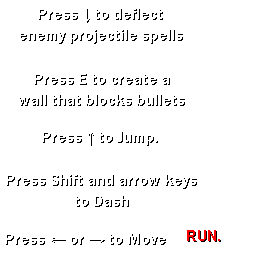 Press ↓ to deflect
enemy projectile spells
Press E to create a
wall that blocks bullets
Press ↑ to Jump.
Press Shift and arrow keys
to Dash
Press ← or → to Move
RUN.